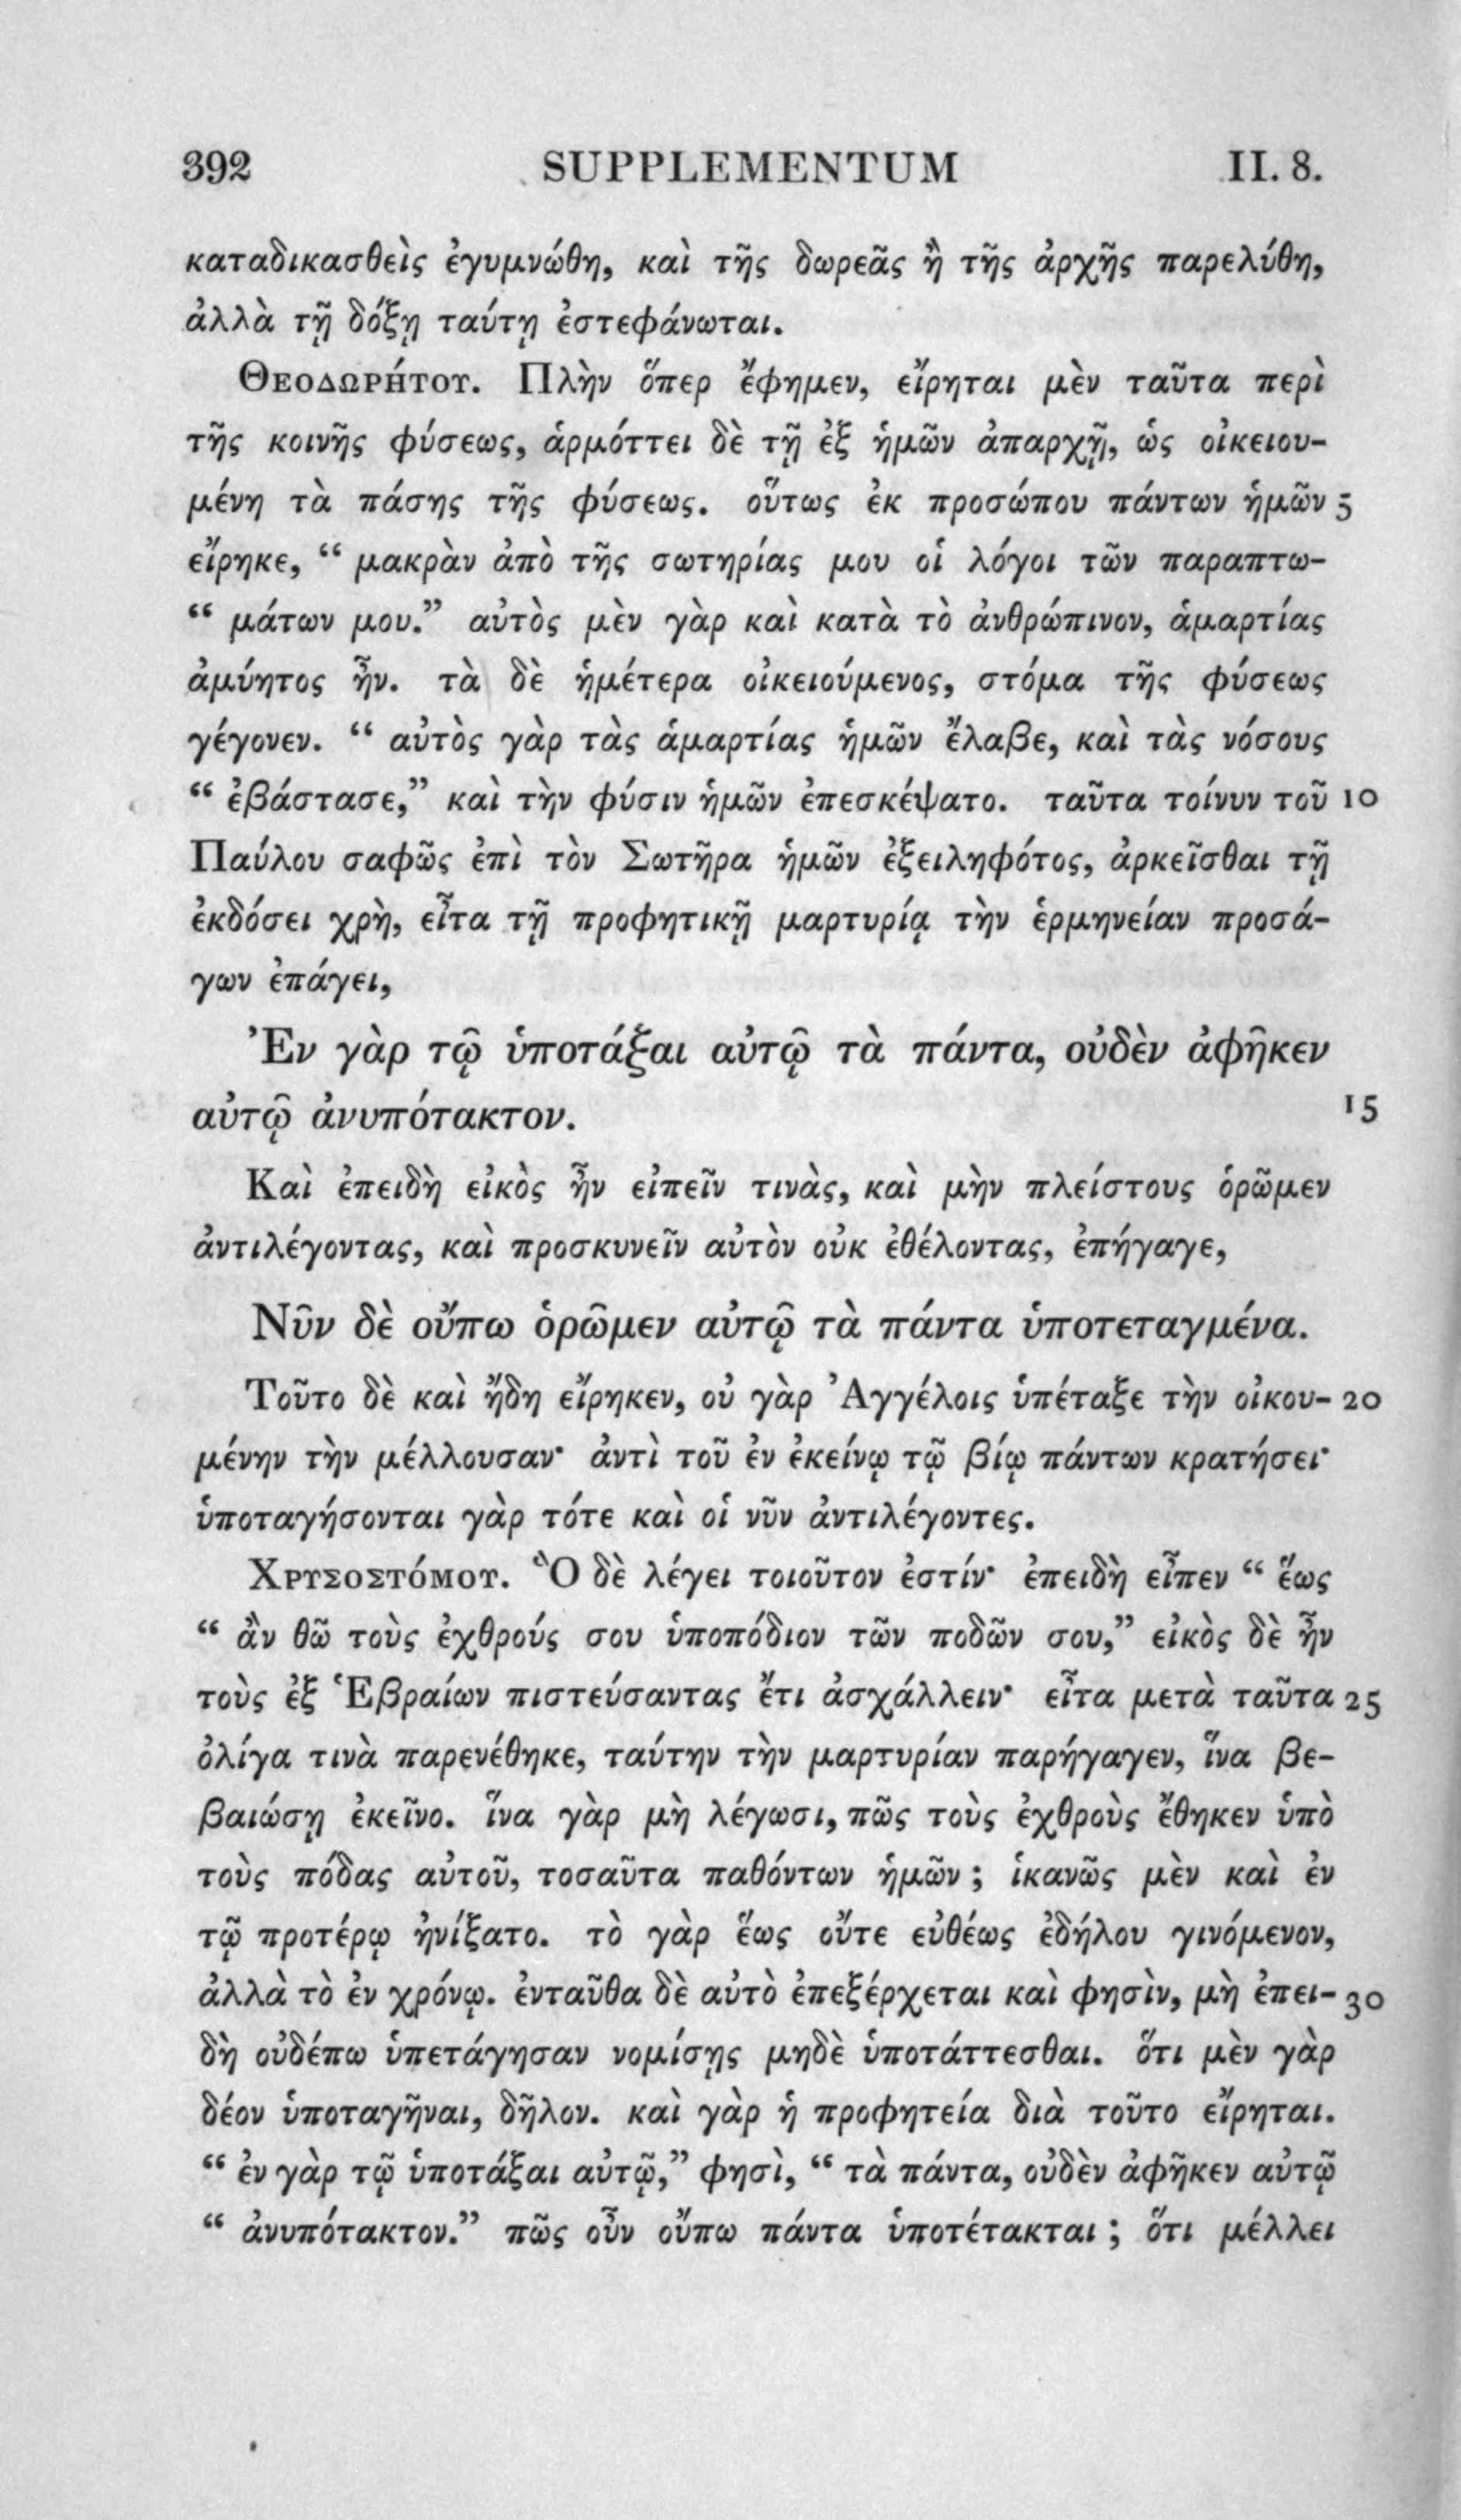 392 SUPPLEMENTUM II. 8.
καταδικασθεὶς ἐγυμνώθη, καὶ τῆς δωρεᾶς ἢ τῆς ἀρχῆς παρελύθη,
ἀλλὰ τῇ δόξῃ ταύτῃ ἐστεφάνωται.
Θεοδωρήτου. Πλὴν ὅπερ ἔφημεν, εἴρηται μὲν ταῦτα περὶ
τῆς κοινῆς φύσεως, ἁρμόττει δὲ τῇ ἐξ ἡμῶν ἀπαρχῇ, ὡς οἰκειου-
μένη τὰ πάσης τῆς φύσεως. οὕτως ἐκ προσώπου πάντων ἡμῶν 5
εἴρηκε, “ μακρὰν ἀπὸ τῆς σωτηρίας μου οἱ λόγοι τῶν παραπτω-
“ μάτων μου.” αὐτὸς μὲν γὰρ καὶ κατὰ τὸ ἀνθρώπινον, ἁμαρτίας
ἀμύητος ἦν. τὰ δὲ ἡμέτερα οἰκειούμενος, στόμα τῆς φύσεως
γέγονεν. “ αὐτὸς γὰρ τὰς ἁμαρτίας ἡμῶν ἔλαβε, καὶ τὰς νόσους
“ ἐβάστασε,” καὶ τὴν φύσιν ἡμῶν ἐπεσκέψατο. ταῦτα τοίνυν τοῦ 10
Παύλου σαφῶς ἐπὶ τὸν Σωτῆρα ἡμῶν ἐξειληφότος, ἀρκεῖσθαι τῇ
ἐκδόσει χρὴ, εἶτα τῇ προφητικῇ μαρτυρίᾳ τὴν ἑρμηνείαν προσά-
γων ἐπάγει,
Ἐν γὰρ τῷ ὑποτάξαι αὐτῷ τὰ πάντα, οὐδὲν ἀφῆκεν
αὐτῷ ἀνυπότακτον. 15
Καὶ ἐπειδὴ εἰκὸς ἦν εἰπεῖν τινὰς, καὶ μὴν πλείστους ὁρῶμεν
ἀντιλέγοντας, καὶ προσκυνεῖν αὐτὸν οὐκ ἐθέλοντας, ἐπήγαγε,
Νῦν δὲ οὔπω ὁρῶμεν αὐτῷ τὰ πάντα ὑποτεταγμένα.
Τοῦτο δὲ καὶ ἤδη εἴρηκεν, οὐ γὰρ Ἀγγέλοις ὑπέταξε τὴν οἰκου- 20
μένην τὴν μέλλουσαν· ἀντὶ τοῦ ἐν ἐκείνῳ τῷ βίῳ πάντων κρατήσει·
ὑποταγήσονται γὰρ τότε καὶ οἱ νῦν ἀντιλέγοντες.
Χρυσοστόμου. Ὃ δὲ λέγει τοιοῦτον ἐστίν· ἐπειδὴ εἶπεν “ ἕως
“ ἂν θῶ τοὺς ἐχθρούς σου ὑποπόδιον τῶν ποδῶν σου,” εἰκὸς δὲ ἦν
τοὺς ἐξ Ἑβραίων πιστεύσαντας ἔτι ἀσχάλλειν· εἶτα μετὰ ταῦτα 25
ὀλίγα τινὰ παρενέθηκε, ταύτην τὴν μαρτυρίαν παρήγαγεν, ἵνα βε-
βαιώσῃ ἐκεῖνο. ἵνα γὰρ μὴ λέγωσι, πῶς τοὺς ἐχθροὺς ἔθηκεν ὑπὸ
τοὺς πόδας αὐτοῦ, τοσαῦτα παθόντων ἡμῶν ; ἱκανῶς μὲν καὶ ἐν
τῷ προτέρῳ ἠνίξατο. τὸ γὰρ ἕως οὔτε εὐθέως ἐδήλου γινόμενον,
ἀλλὰ τὸ ἐν χρόνῳ. ἐνταῦθα δὲ αὐτὸ ἐπεξέρχεται καὶ φησὶν, μὴ ἐπει- 30
δὴ οὐδέπω ὑπετάγησαν νομίσῃς μηδὲ ὑποτάττεσθαι. ὅτι μὲν γὰρ
δέον ὑποταγῆναι, δῆλον. καὶ γὰρ ἡ προφητεία διὰ τοῦτο εἴρηται.
“ ἐν γὰρ τῷ ὑποτάξαι αὐτῷ,” φησὶ, “ τὰ πάντα, οὐδὲν ἀφῆκεν αὐτῷ
“ ἀνυπότακτον.” πῶς οὖν οὔπω πάντα ὑποτέτακται ; ὅτι μέλλει